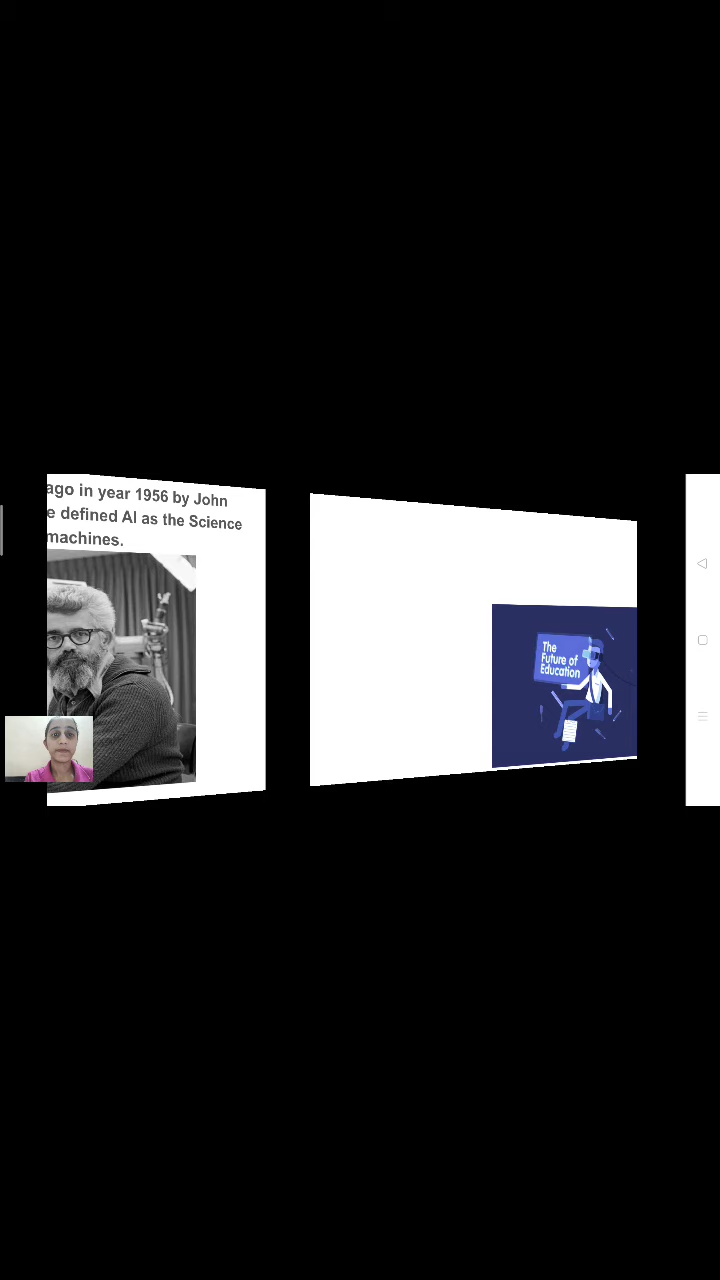 ago in year 1956 by John
e defined AI as the Science
machines.
The
Future of
Education